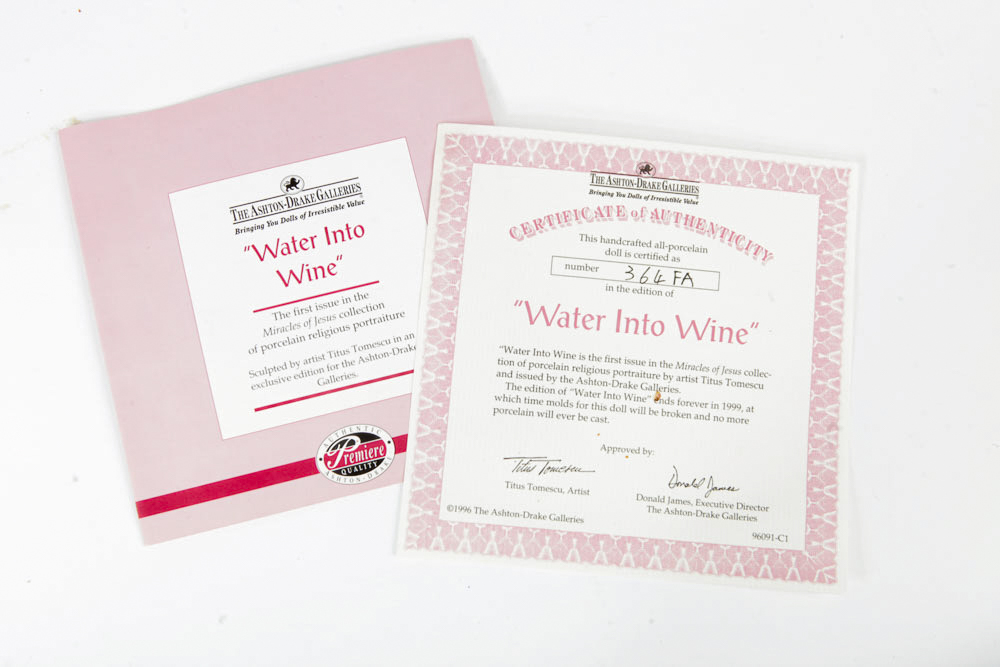 THE ASHTON-DRAKE GALLERIES
Bringing You Dolls of Irresistible Value
"Water Into
Wine"
The first issue in the
Miracles of Jesus collection
of porcelain religious portraiture
Sculpted by artist Titus Tomescu in an
exclusive edition for the Ashton-Drake
Galleries.
AUTHENTIC
Premiere
QUALITY
ASHTON-DRAKE
THE ASHTON-DRAKE GALLERIES
Bringing You Dolls of Irresistible Value
CERTIFICATE of AUTHENTICITY
This handcrafted all-porcelain
doll is certified as
number 364 FA
in the edition of
"Water Into Wine"
"Water Into Wine is the first issue in the Miracles of Jesus collec-
tion of porcelain religious portraiture by artist Titus Tomescu
and issued by the Ashton-Drake Galleries.
The edition of "Water Into Wine" ends forever in 1999, at
which time molds for this doll will be broken and no more
porcelain will ever be cast.
Approved by:
Titus Tomescu
Titus Tomescu, Artist
Donald James
Donald James, Executive Director
The Ashton-Drake Galleries
©1996 The Ashton-Drake Galleries
96091-C1